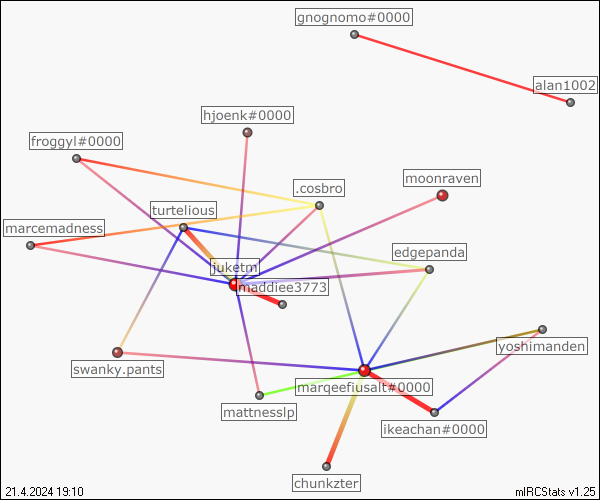 gnognomo#0000
alan1002
hjoenk#0000
froggyl#0000
moonraven
.cosbro
turtelious
marcemadness
edgepanda
juketm
maddiee3773
yoshimanden
swanky.pants
marqeefiusalt#0000
mattnesslp
ikeachan#0000
chunkzter
21.4.2024 19:10
mIRCStats v1.25